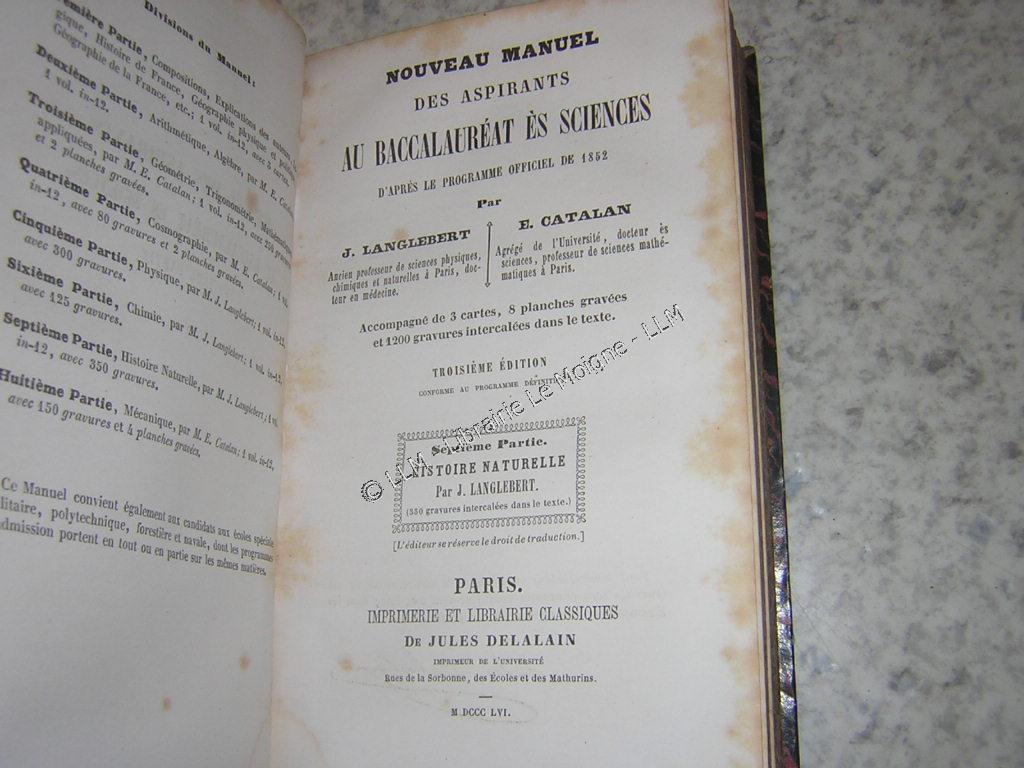 Divisions du Manuel:
Première Partie, Compositions, Explications des auteurs,
gique, Histoire de France, Géographie physique et politique
Géographie de la France, etc.; 1 vol. in-12, avec 3 cartes.
Deuxième Partie, Arithmétique, Algèbre, par M. E. Catalan;
1 vol. in-12.
Troisième Partie, Géométrie, Trigonométrie, Mathématiques
appliquées, par M. E. Catalan; 1 vol. in-12, avec 250 gravures
et 2 planches gravées.
Quatrième Partie, Cosmographie, par M. E. Catalan; 1 vol.
in-12, avec 80 gravures et 2 planches gravées.
Cinquième Partie, Physique, par M. J. Langlebert; 1 vol. in-12,
avec 300 gravures.
Sixième Partie, Chimie, par M. J. Langlebert; 1 vol. in-12,
avec 125 gravures.
Septième Partie, Histoire Naturelle, par M. J. Langlebert; 1 vol.
in-12, avec 350 gravures.
Huitième Partie, Mécanique, par M. E. Catalan; 1 vol. in-12,
avec 150 gravures et 4 planches gravées.
Ce Manuel convient également aux candidats aux écoles spéciales
litaire, polytechnique, forestière et navale, dont les programmes
dmission portent en tout ou en partie sur les mêmes matières.
NOUVEAU MANUEL
DES ASPIRANTS
AU BACCALAURÉAT ÈS SCIENCES
D'APRÈS LE PROGRAMME OFFICIEL DE 1852
Par
J. LANGLEBERT
Ancien professeur de sciences physiques,
chimiques et naturelles à Paris, doc-
teur en médecine.
E. CATALAN
Agrégé de l'Université, docteur ès
sciences, professeur de sciences mathé-
matiques à Paris.
Accompagné de 3 cartes, 8 planches gravées
et 1200 gravures intercalées dans le texte.
TROISIÈME ÉDITION
CONFORME AU PROGRAMME DÉFINITIF
Septième Partie.
HISTOIRE NATURELLE
Par J. LANGLEBERT.
(350 gravures intercalées dans le texte.)
[L'éditeur se réserve le droit de traduction.]
PARIS.
IMPRIMERIE ET LIBRAIRIE CLASSIQUES
DE JULES DELALAIN
IMPRIMEUR DE L'UNIVERSITÉ
Rues de la Sorbonne, des Écoles et des Mathurins.
M DCCC LVI.
© LLM - Librairie Le Moigne - LLM